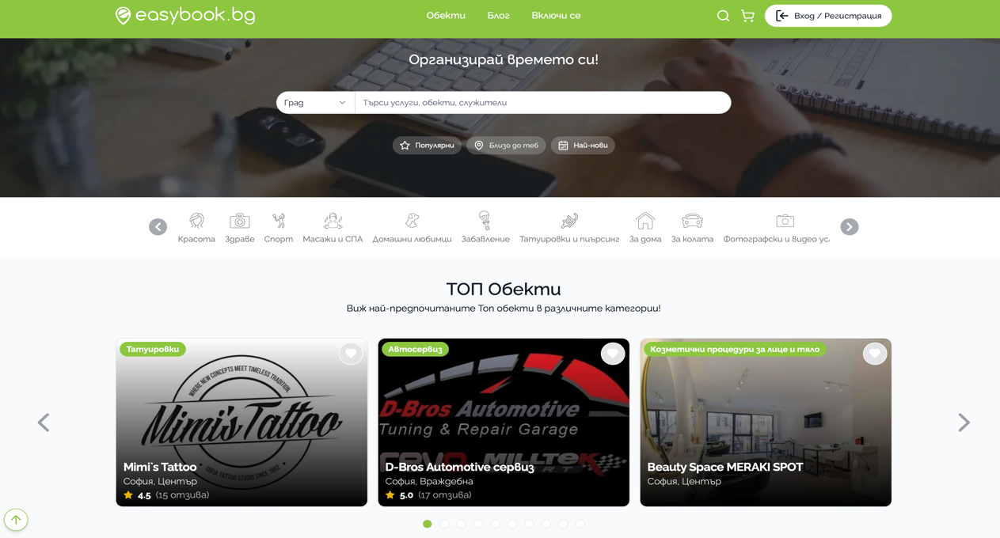 easybook.bg
Обекти
Блог
Включи се
Вход / Регистрация
Организирай времето си!
Град
Търси услуги, обекти, служители
Популярни
Близо до теб
Най-нови
Красота
Здраве
Спорт
Масажи и СПА
Домашни любимци
Забавление
Татуировки и пиърсинг
За дома
За колата
Фотографски и видео ус
ТОП Обекти
Виж най-предпочитаните Топ обекти в различните категории!
Татуировки
WHERE NEW CONCEPTS MEET TIMELESS TRADITION
Mimi's Tattoo
SOFIA TATTOO STUDIO SINCE 1992
Mimi`s Tattoo
София, Център
4.5 (15 отзива)
Автосервиз
D-Bros Automotive
Tuning & Repair Garage
MILLTEK
D-Bros Automotive сервиз
София, Враждебна
5.0 (17 отзива)
Козметични процедури за лице и тяло
Beauty Space MERAKI SPOT
София, Център